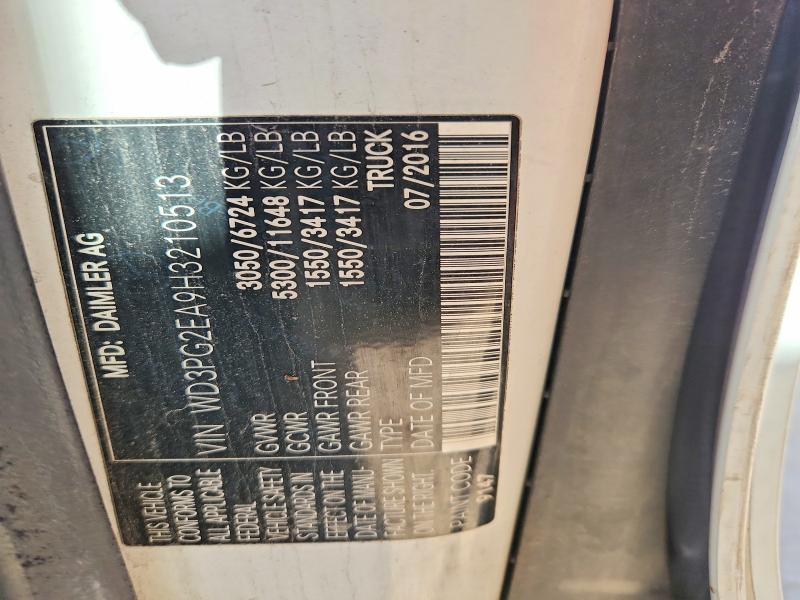 THIS VEHICLE
CONFORMS TO
ALL APPLICABLE
FEDERAL
VEHICLE SAFETY
STANDARDS IN
EFFECT ON THE
DATE OF MANU-
FACTURE SHOWN
ON THE RIGHT.
PAINT CODE
9147
MFD: DAIMLER AG
VIN WD3PG2EA9H3210513
GVWR 3050/6724 KG/LB
GCWR 5300/11648 KG/LB
GAWR FRONT 1550/3417 KG/LB
GAWR REAR 1550/3417 KG/LB
TYPE TRUCK
DATE OF MFD 07/2016